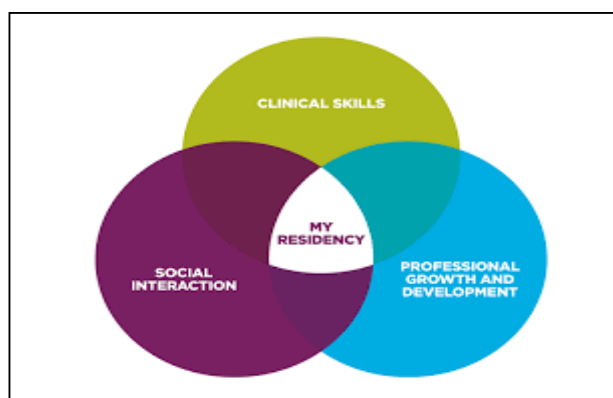 CLINICAL SKILLS
MY
RESIDENCY
SOCIAL
INTERACTION
PROFESSIONAL
GROWTH AND
DEVELOPMENT